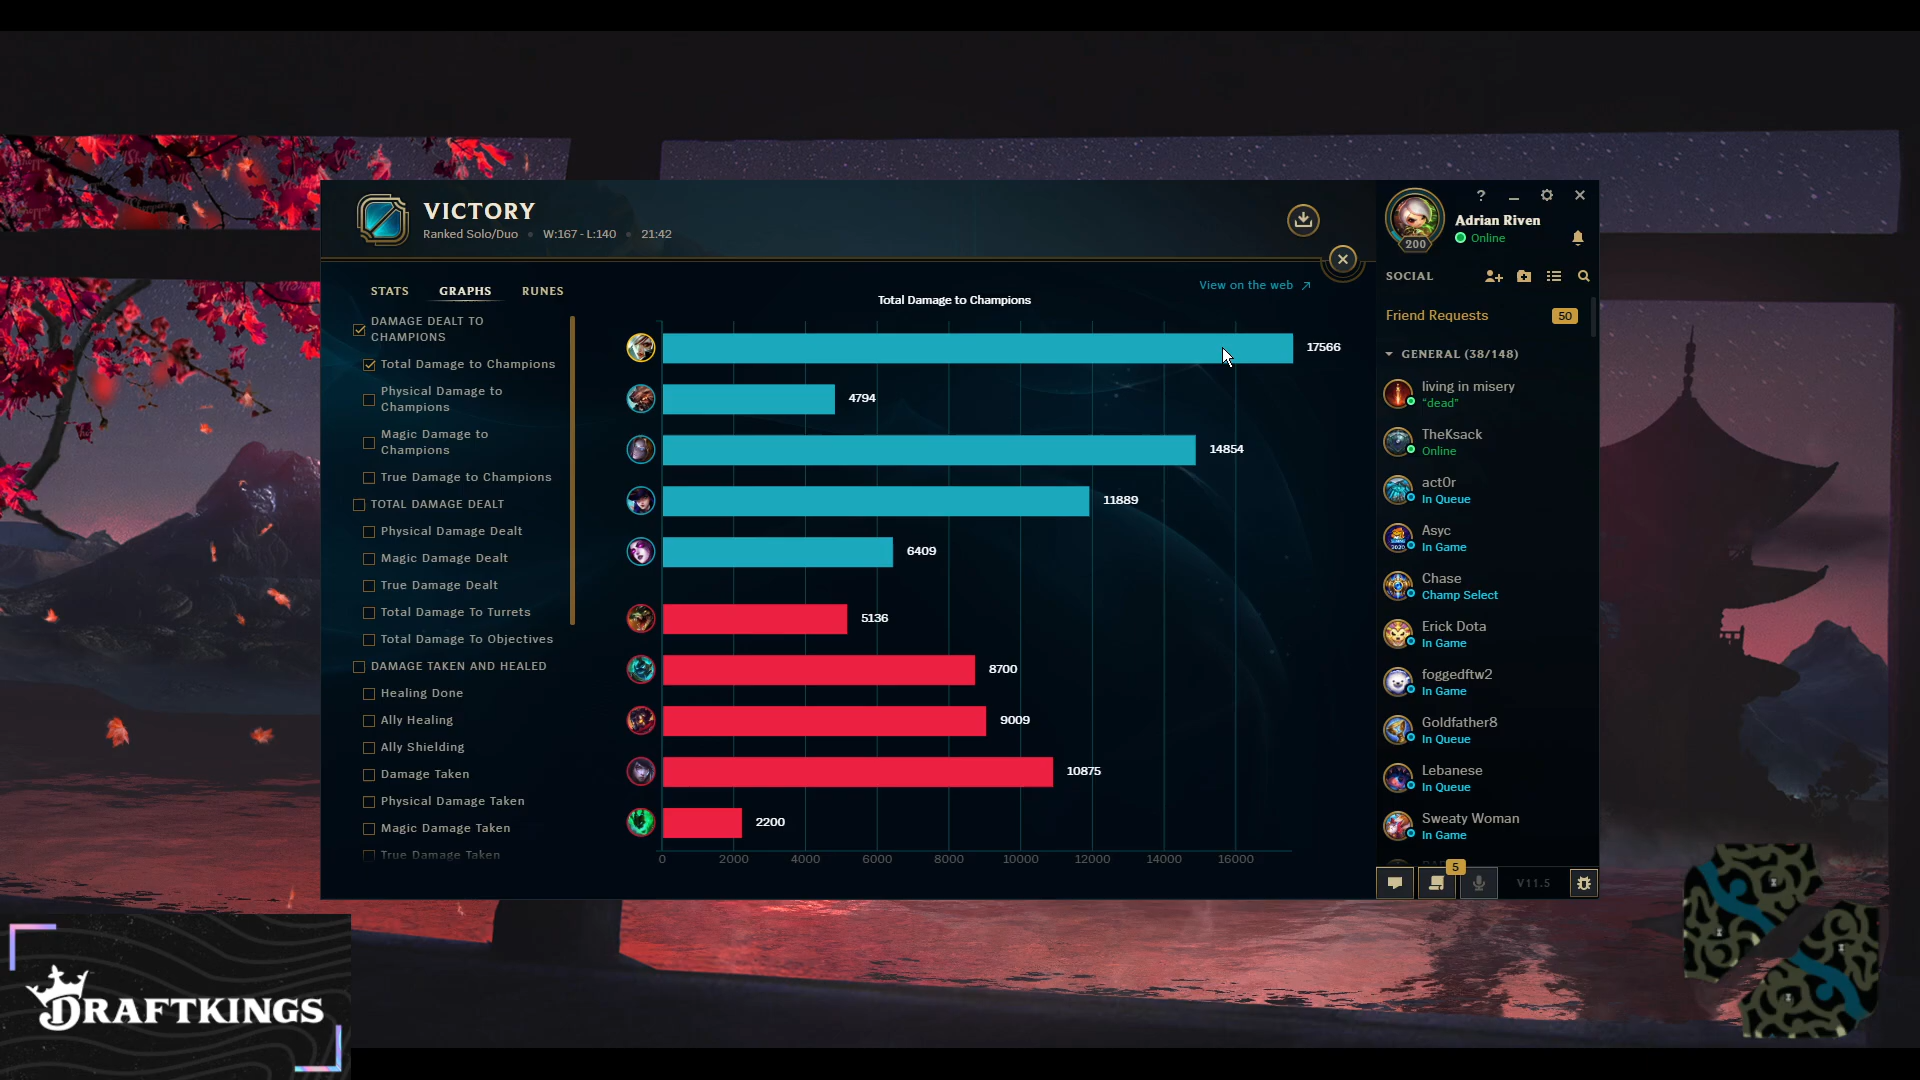 VICTORY
Ranked Solo/Duo • W:167 - L:140 • 21:42
STATS GRAPHS RUNES
View on the web
DAMAGE DEALT TO
CHAMPIONS
Total Damage to Champions
Physical Damage to
Champions
Magic Damage to
Champions
True Damage to Champions
TOTAL DAMAGE DEALT
Physical Damage Dealt
Magic Damage Dealt
True Damage Dealt
Total Damage To Turrets
Total Damage To Objectives
DAMAGE TAKEN AND HEALED
Healing Done
Ally Healing
Ally Shielding
Damage Taken
Physical Damage Taken
Magic Damage Taken
True Damage Taken
Total Damage to Champions
17566
4794
14854
11889
6409
5136
8700
9009
10875
2200
0 2000 4000 6000 8000 10000 12000 14000 16000
?
200
Adrian Riven
Online
SOCIAL
Friend Requests 50
GENERAL (38/148)
living in misery
“dead”
TheKsack
Online
act0r
In Queue
Asyc
In Game
Chase
Champ Select
Erick Dota
In Game
foggedftw2
In Game
Goldfather8
In Queue
Lebanese
In Queue
Sweaty Woman
In Game
5
V11.5
DRAFTKINGS